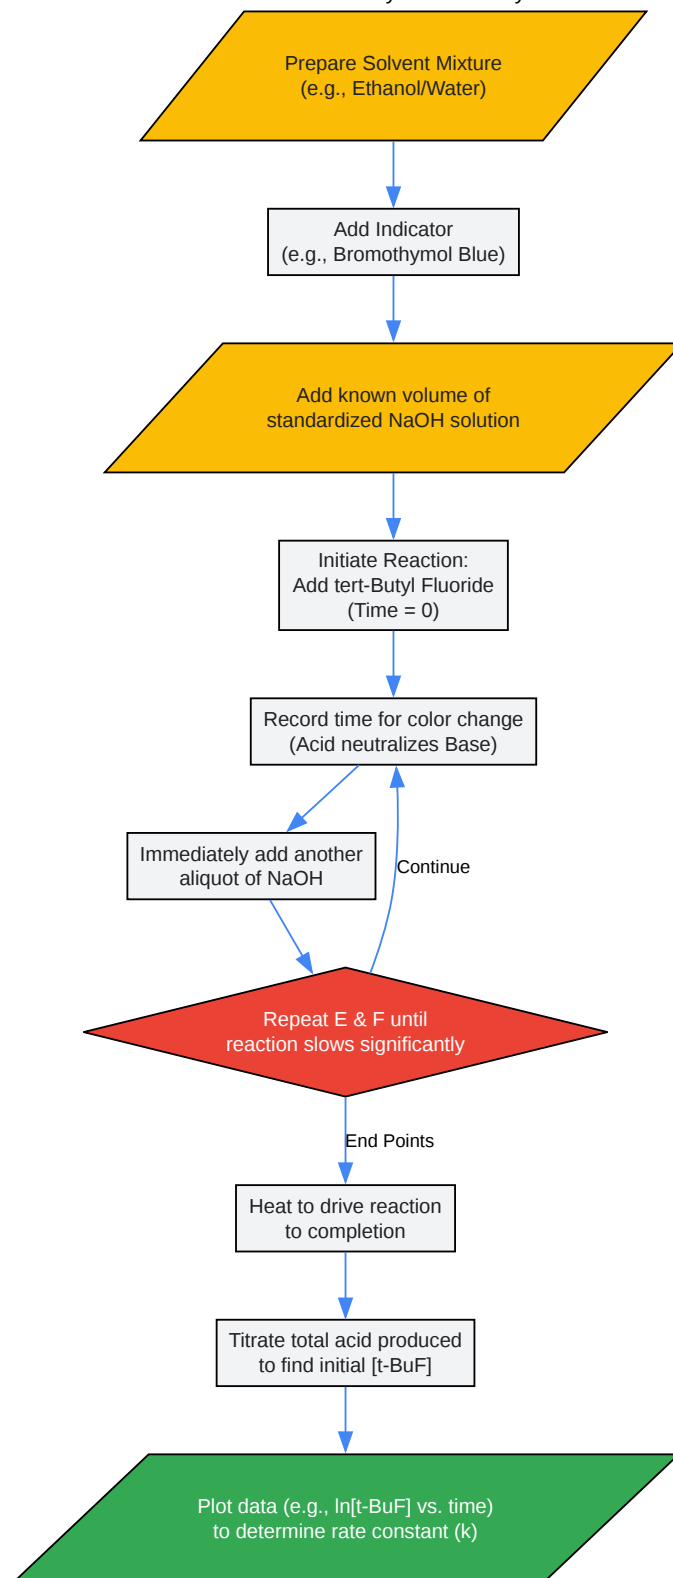 Prepare Solvent Mixture
(e.g., Ethanol/Water)
Add Indicator
(e.g., Bromothymol Blue)
Add known volume of
standardized NaOH solution
Initiate Reaction:
Add tert-Butyl Fluoride
(Time = 0)
Record time for color change
(Acid neutralizes Base)
Immediately add another
aliquot of NaOH
Continue
Repeat E & F until
reaction slows significantly
End Points
Heat to drive reaction
to completion
Titrate total acid produced
to find initial [t-BuF]
Plot data (e.g., ln[t-BuF] vs. time)
to determine rate constant (k)